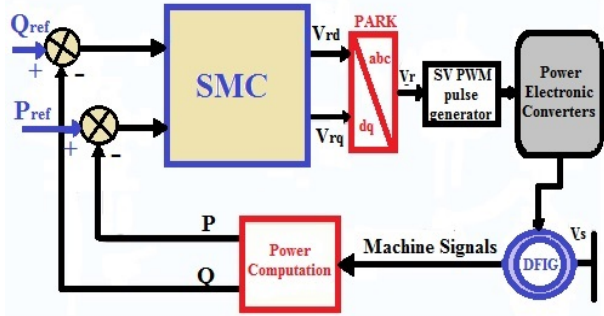 Qref
+
-
Pref
+
-
SMC
Vrd
Vrq
PARK
abc
dq
Vr
SV PWM
pulse
generator
Power
Electronic
Converters
P
Q
Power
Computation
Machine Signals
DFIG
Vs